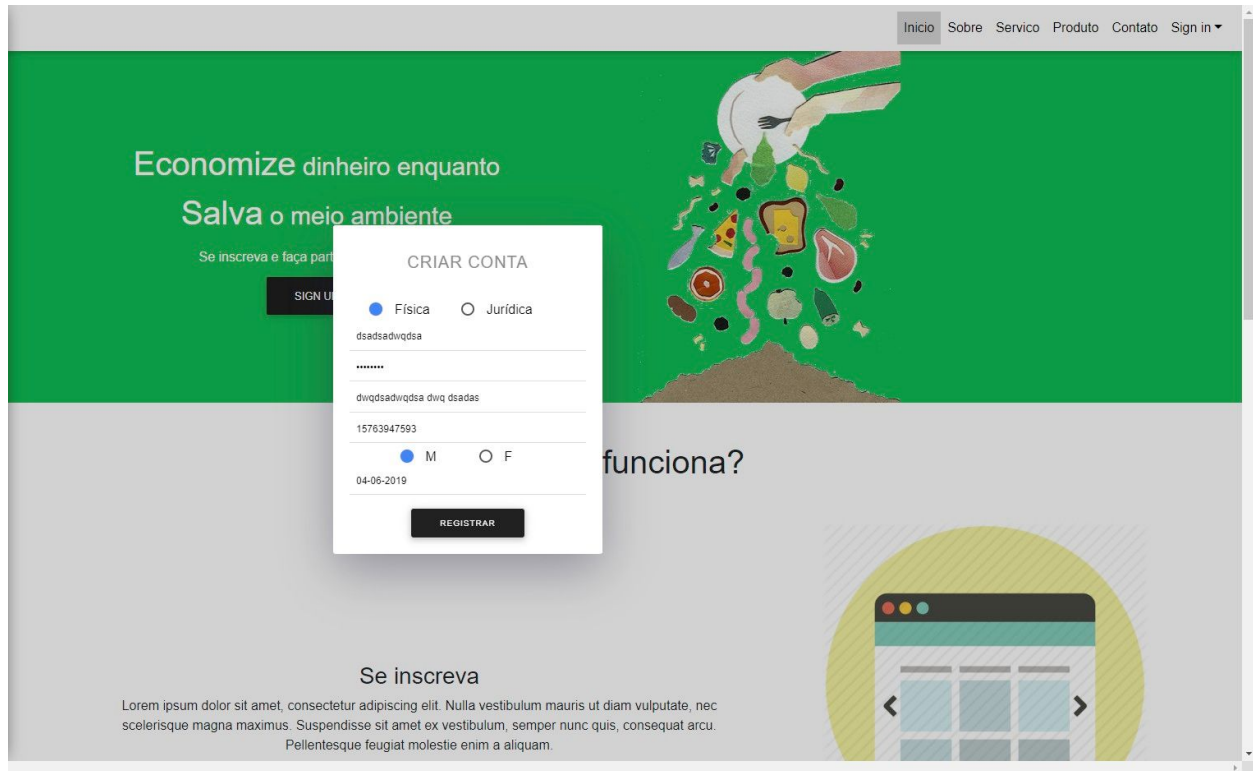 Inicio Sobre Servico Produto Contato Sign in
Economize dinheiro enquanto
Salva o meio ambiente
Se inscreva e faça part
SIGN U
CRIAR CONTA
Física Jurídica
dsadsadwqdsa
••••••••
dwqdsadwqdsa dwq dsadas
15763947593
M F
04-06-2019
REGISTRAR
funciona?
Se inscreva
Lorem ipsum dolor sit amet, consectetur adipiscing elit. Nulla vestibulum mauris ut diam vulputate, nec
scelerisque magna maximus. Suspendisse sit amet ex vestibulum, semper nunc quis, consequat arcu.
Pellentesque feugiat molestie enim a aliquam.